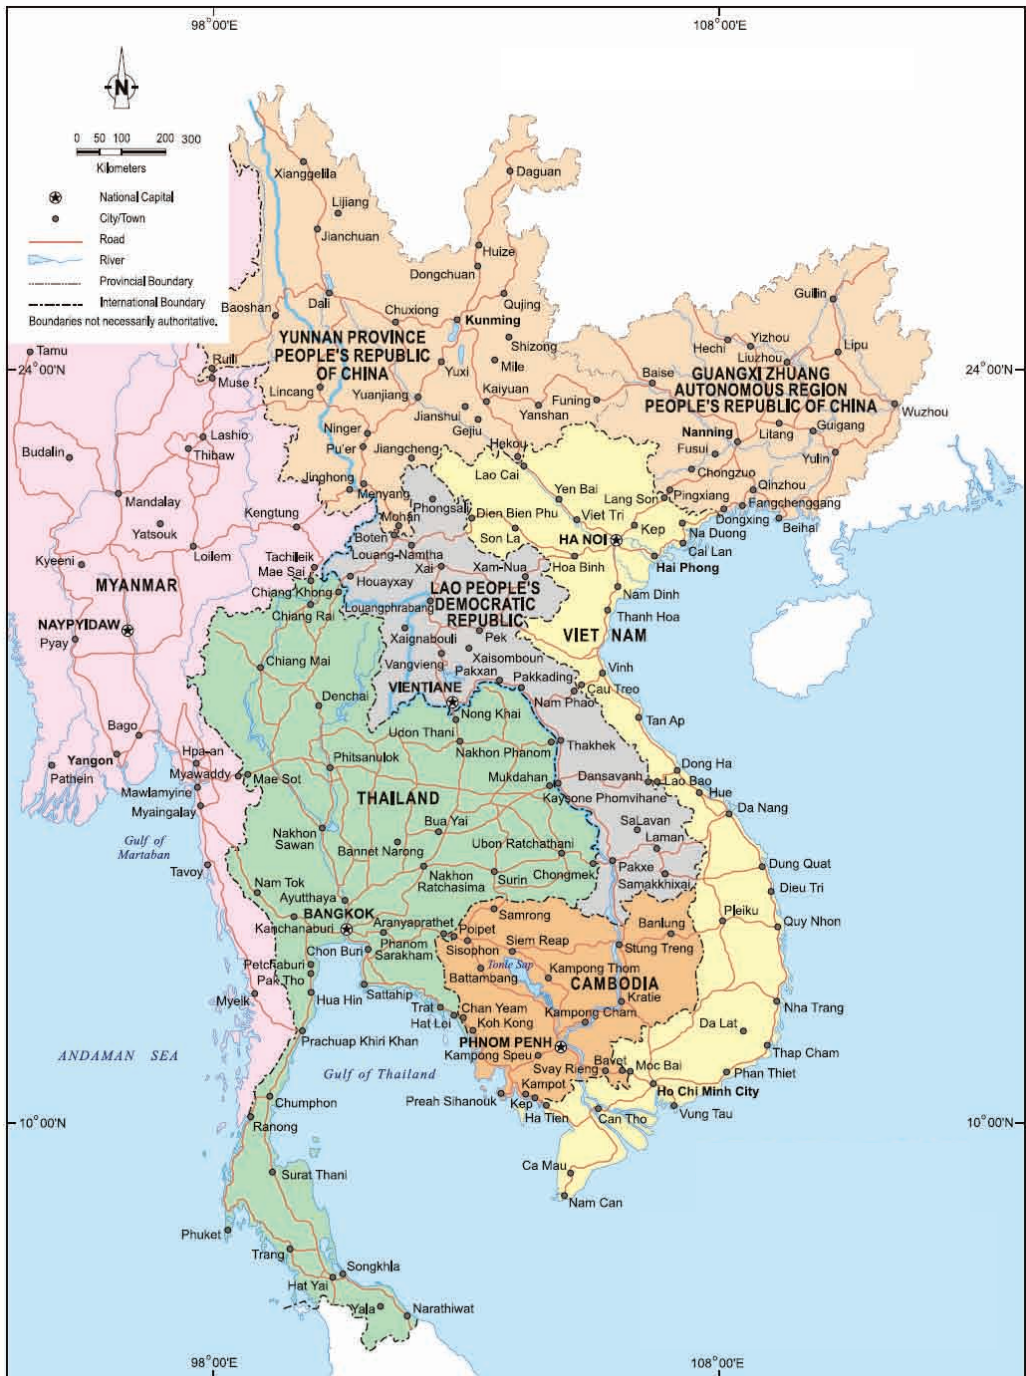 98°00'E
108°00'E
N
0 50 100 200 300
Kilometers
National Capital
City/Town
Road
River
Provincial Boundary
International Boundary
Boundaries not necessarily authoritative.
Xianggelila
Daguan
Lijiang
Jianchuan
Huize
Dongchuan
Baoshan
Dali
Chuxiong
Qujing
Kunming
Guilin
YUNNAN PROVINCE
PEOPLE'S REPUBLIC
OF CHINA
Shizong
Mile
Yuxi
Hechi
Yizhou
Liuzhou
Lipu
Tamu
24°00'N
24°00'N
Ruili
Muse
Lincang
Yuanjiang
Kaiyuan
Jianshui
Gejiu
Yanshan
Funing
Baise
GUANGXI ZHUANG
AUTONOMOUS REGION
PEOPLE'S REPUBLIC OF CHINA
Wuzhou
Lashio
Thibaw
Budalin
Ninger
Pu'er
Jiangcheng
Hekou
Lao Cai
Nanning
Fusui
Litang
Guigang
Yulin
Chongzuo
Mandalay
Jinghong
Menyang
Phongsali
Yen Bai
Lang Son
Pingxiang
Qinzhou
Fangchenggang
Yatsouk
Kengtung
Mohan
Dien Bien Phu
Viet Tri
Kep
Dongxing
Beihai
Na Duong
Loilem
Boten
Son La
HA NOI
Cai Lan
Kyeeni
Tachileik
Mae Sai
Louang-Namtha
Xai
Xam-Nua
Hoa Binh
Hai Phong
MYANMAR
Chiang Khong
Houayxay
LAO PEOPLE'S
DEMOCRATIC
REPUBLIC
Nam Dinh
Thanh Hoa
Chiang Rai
Louangphrabang
NAYPYIDAW
Pyay
Xaignabouli
Pek
VIET NAM
Chiang Mai
Vangvieng
Xaisomboun
Pakxan
Pakkading
Vinh
Cau Treo
Denchai
VIENTIANE
Nam Phao
Nong Khai
Tan Ap
Bago
Udon Thani
Yangon
Pathein
Hpa-an
Myawaddy
Mae Sot
Phitsanulok
Nakhon Phanom
Thakhek
Dong Ha
Mawlamyine
Myaingalay
Mukdahan
Dansavanh
Lao Bao
Hue
THAILAND
Kaysone Phomvihane
Da Nang
Gulf of
Martaban
Nakhon
Sawan
Bua Yai
SaLavan
Laman
Bannet Narong
Ubon Ratchathani
Tavoy
Nakhon
Ratchasima
Surin
Chongmek
Pakxe
Samakkhixai
Dung Quat
Dieu Tri
Nam Tok
Ayutthaya
BANGKOK
Kanchanaburi
Aranyaprathet
Samrong
Banlung
Pleiku
Quy Nhon
Poipet
Sisophon
Siem Reap
Stung Treng
Phanom
Sarakham
Chon Buri
Petchaburi
Pak Tho
Battambang
Tonle Sap
Kampong Thom
CAMBODIA
Myeik
Hua Hin
Sattahip
Trat
Hat Lei
Chan Yeam
Koh Kong
Kratie
Kampong Cham
Nha Trang
Da Lat
Prachuap Khiri Khan
PHNOM PENH
Kampong Speu
Thap Cham
ANDAMAN SEA
Gulf of Thailand
Svay Rieng
Bavet
Moc Bai
Phan Thiet
Kampot
Ho Chi Minh City
Chumphon
Preah Sihanouk
Kep
Ha Tien
Can Tho
Vung Tau
10°00'N
10°00'N
Ranong
Ca Mau
Surat Thani
Nam Can
Phuket
Trang
Songkhla
Hat Yai
Yala
Narathiwat
98°00'E
108°00'E